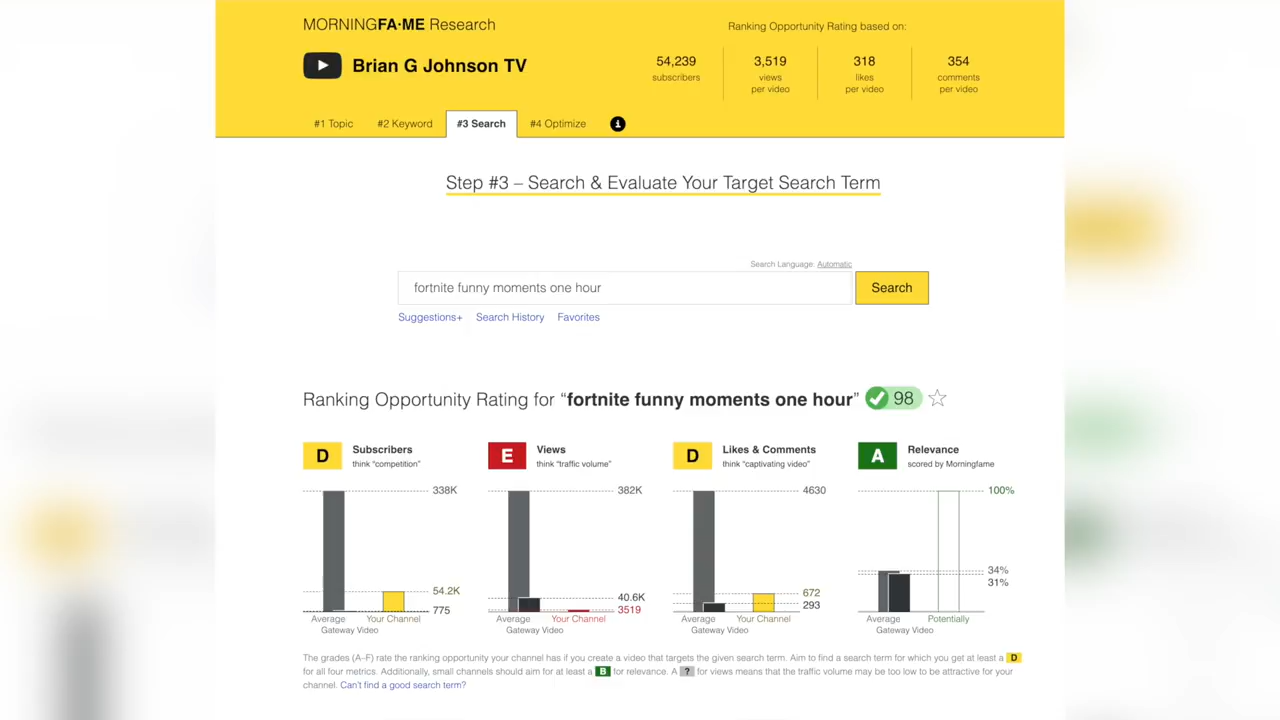 MORNINGFA·ME Research
Ranking Opportunity Rating based on:
Brian G Johnson TV
54,239 3,519 318 354
subscribers views likes comments
per video per video per video
#1 Topic #2 Keyword #3 Search #4 Optimize i
Step #3 – Search & Evaluate Your Target Search Term
Search Language: Automatic
fortnite funny moments one hour Search
Suggestions+ Search History Favorites
Ranking Opportunity Rating for “fortnite funny moments one hour” 98
D Subscribers
think “competition”
338K
54.2K
775
Average Your Channel
Gateway Video
E Views
think “traffic volume”
382K
40.6K
3519
Average Your Channel
Gateway Video
D Likes & Comments
think “captivating video”
4630
672
293
Average Your Channel
Gateway Video
A Relevance
scored by Morningfame
100%
34%
31%
Average Potentially
Gateway Video
The grades (A–F) rate the ranking opportunity your channel has if you create a video that targets the given search term. Aim to find a search term for which you get at least a D
for all four metrics. Additionally, small channels should aim for at least a B for relevance. A ? for views means that the traffic volume may be too low to be attractive for your
channel. Can't find a good search term?